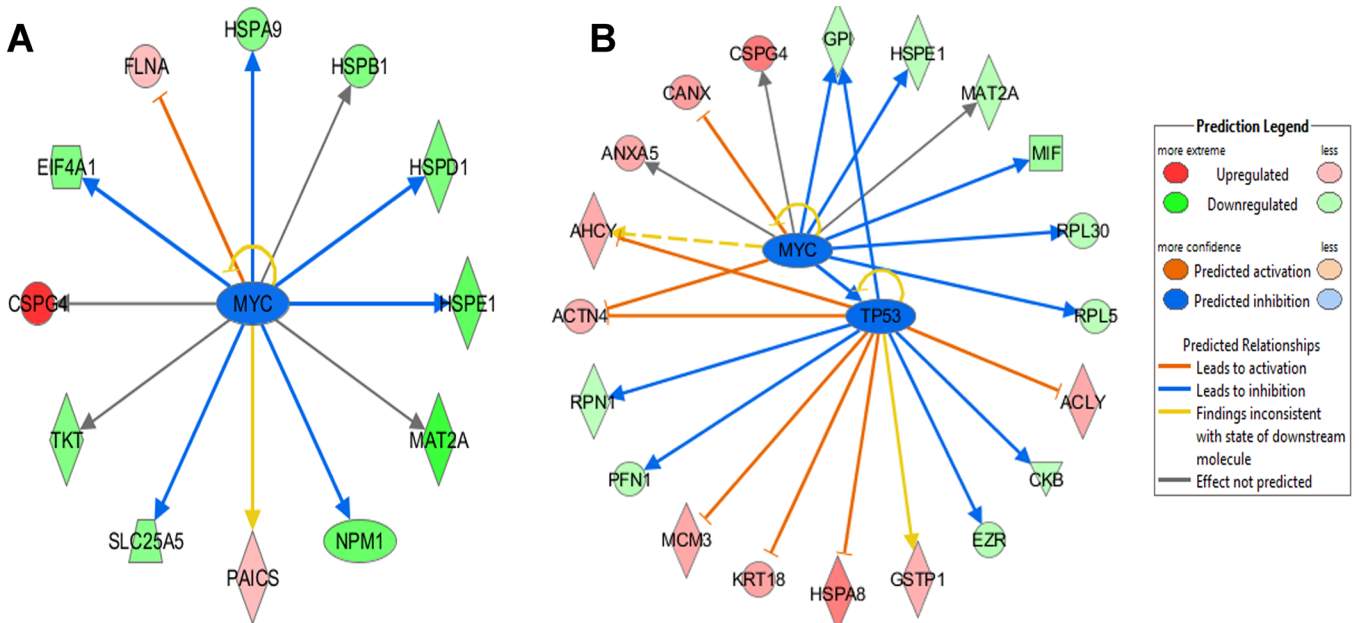 A
HSPA9
FLNA
HSPB1
EIF4A1
HSPD1
CSPG4
MYC
HSPE1
TKT
MAT2A
SLC25A5
NPM1
PAICS
B
GPI
CSPG4
HSPE1
CANX
MAT2A
ANXA5
MIF
AHCY
MYC
RPL30
ACTN4
TP53
RPL5
RPN1
ACLY
PFN1
CKB
MCM3
EZR
KRT18
HSPA8
GSTP1
Prediction Legend
more extreme less
Upregulated
Downregulated
more confidence less
Predicted activation
Predicted inhibition
Predicted Relationships
Leads to activation
Leads to inhibition
Findings inconsistent
with state of downstream
molecule
Effect not predicted